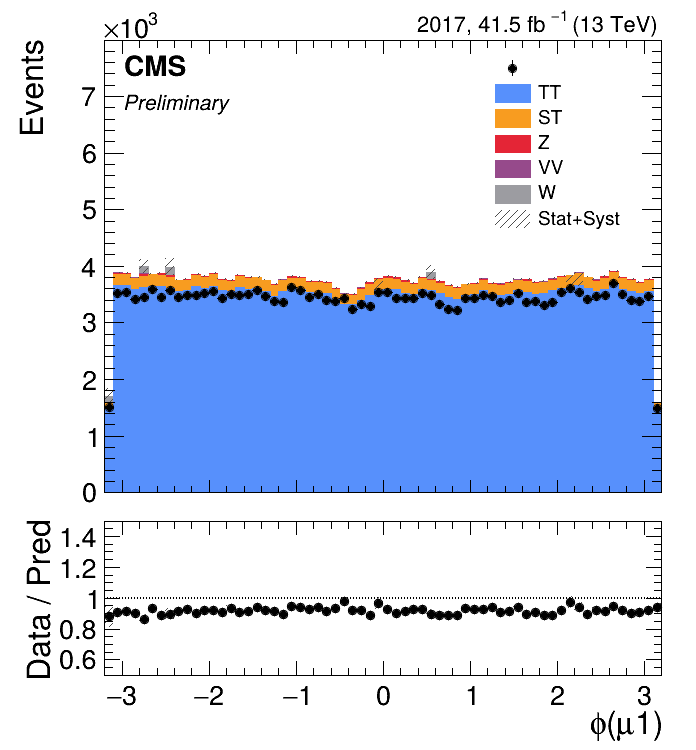 ×10³
2017, 41.5 fb⁻¹ (13 TeV)
Events
CMS
Preliminary
TT
ST
Z
VV
W
Stat+Syst
7
6
5
4
3
2
1
0
Data / Pred
1.4
1.2
1
0.8
0.6
−3 −2 −1 0 1 2 3
ϕ(μ1)